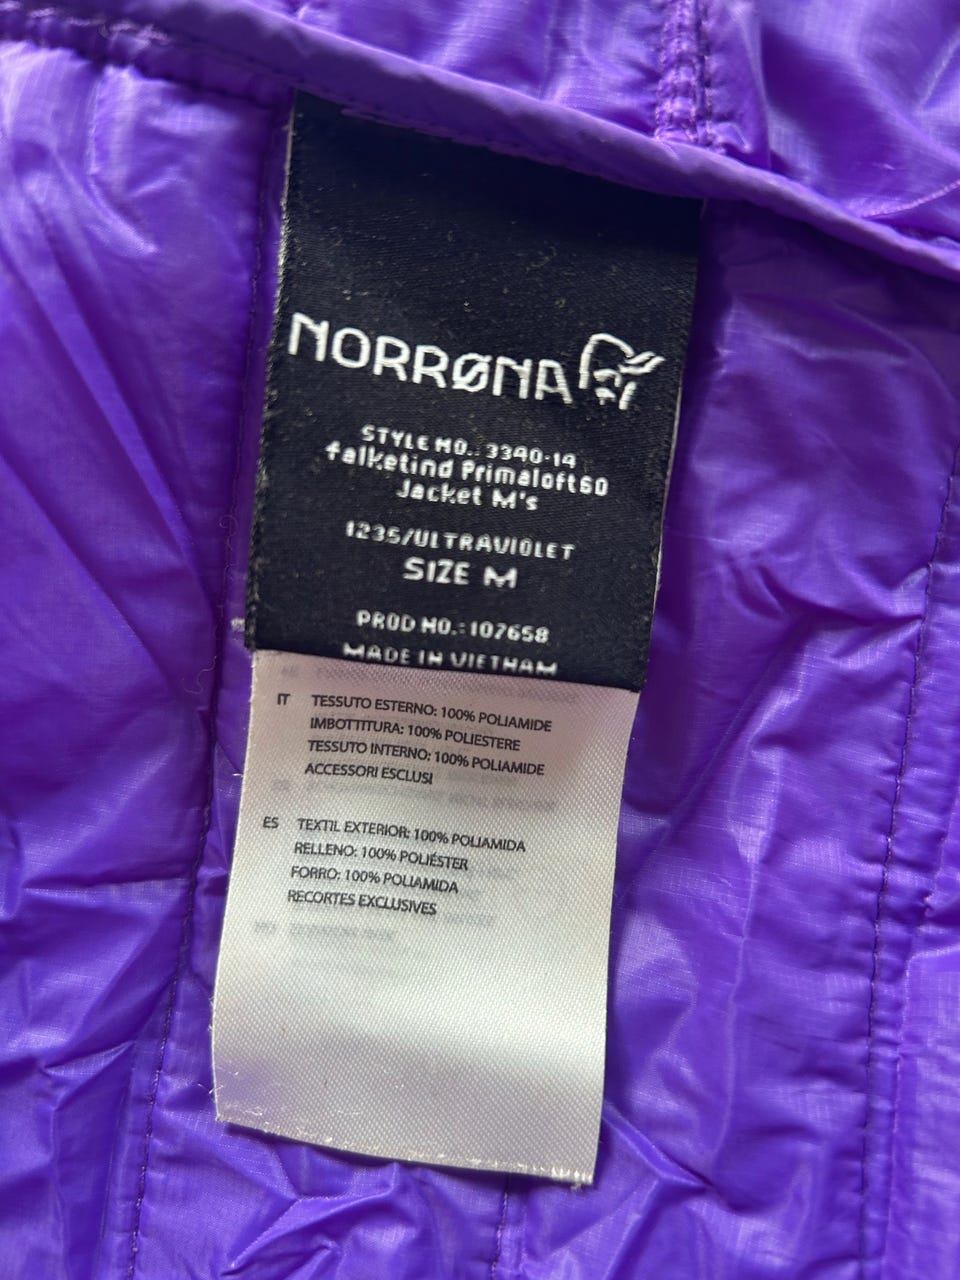 NORRØNA
STYLE NO.: 3340-14
falketind Primaloft60
Jacket M's
1235/ULTRAVIOLET
SIZE M
PROD NO.: 107658
MADE IN VIETNAM
IT TESSUTO ESTERNO: 100% POLIAMIDE
IMBOTTITURA: 100% POLIESTERE
TESSUTO INTERNO: 100% POLIAMIDE
ACCESSORI ESCLUSI
ES TEXTIL EXTERIOR: 100% POLIAMIDA
RELLENO: 100% POLIÉSTER
FORRO: 100% POLIAMIDA
RECORTES EXCLUSIVES